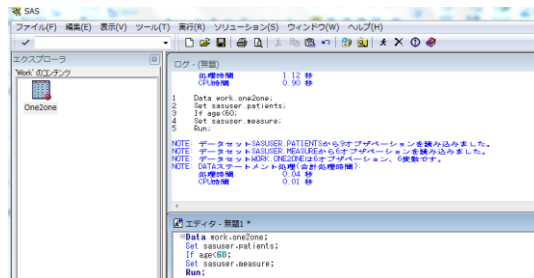 SAS
ファイル(F) 編集(E) 表示(V) ツール(T) 実行(R) ソリューション(S) ウィンドウ(W) ヘルプ(H)
エクスプローラ
'Work' のコンテンツ
One2one
ログ - (無題)
処理時間 1.12 秒
CPU時間 0.90 秒
1 Data work.one2one;
2 Set sasuser.patients;
3 If age<60;
4 Set sasuser.measure;
5 Run;
NOTE: データセットSASUSER.PATIENTSから9オブザベーションを読み込みました。
NOTE: データセットSASUSER.MEASUREから6オブザベーションを読み込みました。
NOTE: データセットWORK.ONE2ONEは6オブザベーション、6変数です。
NOTE: DATAステートメント処理(合計処理時間):
処理時間 0.04 秒
CPU時間 0.01 秒
エディタ - 無題1 *
Data work.one2one;
Set sasuser.patients;
If age<60;
Set sasuser.measure;
Run;